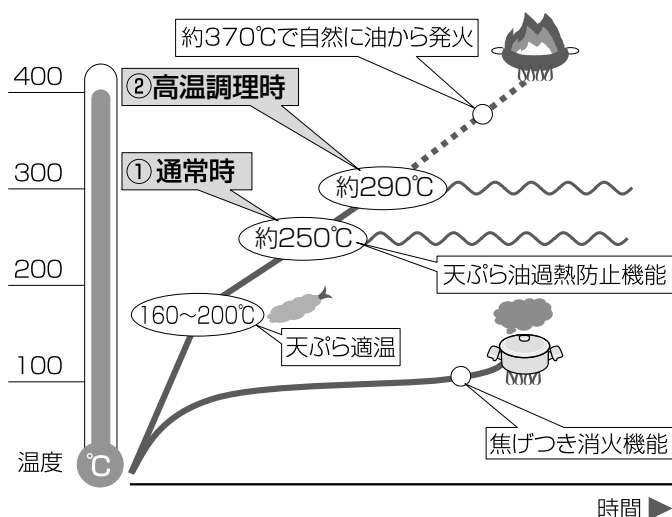 約370℃で自然に油から発火
400
②高温調理時
①通常時
300
約290℃
約250℃
200
天ぷら油過熱防止機能
160〜200℃
天ぷら適温
100
焦げつき消火機能
温度
℃
時間▶